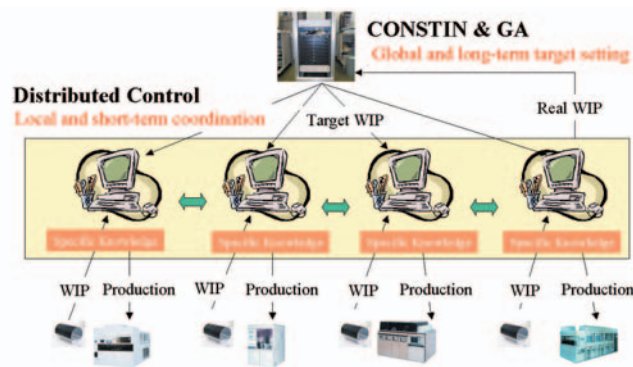 CONSTIN & GA
Global and long-term target setting
Distributed Control
Local and short-term coordination
Target WIP
Real WIP
Specific Knowledge
Specific Knowledge
Specific Knowledge
Specific Knowledge
WIP
Production
WIP
Production
WIP
Production
WIP
Production